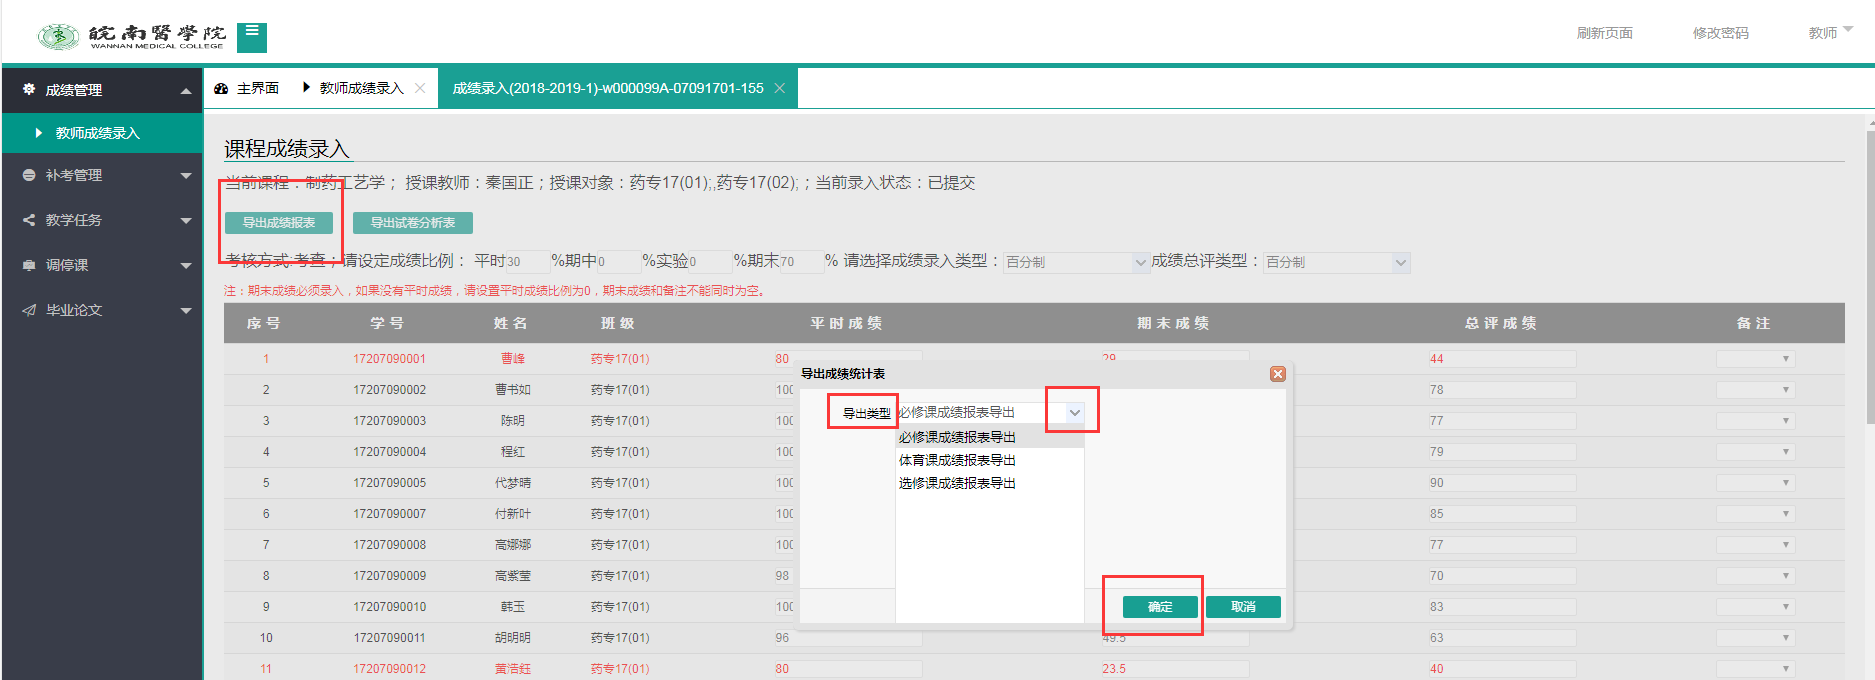 皖南醫學院
WANNAN MEDICAL COLLEGE
刷新页面 修改密码 教师
成绩管理
教师成绩录入
补考管理
教学任务
调停课
毕业论文
主界面 教师成绩录入 成绩录入(2018-2019-1)-w000099A-07091701-155
课程成绩录入
当前课程：制药工艺学； 授课教师：秦国正；授课对象：药专17(01);,药专17(02);；当前录入状态：已提交
导出成绩报表 导出试卷分析表
考核方式:考查；请设定成绩比例： 平时30 %期中0 %实验0 %期末70 % 请选择成绩录入类型：百分制 成绩总评类型：百分制
注：期末成绩必须录入，如果没有平时成绩，请设置平时成绩比例为0，期末成绩和备注不能同时为空。
序号 学号 姓名 班级 平时成绩 期末成绩 总评成绩 备注
1 17207090001 曹峰 药专17(01) 80 29 44
2 17207090002 曹书如 药专17(01) 100 78
3 17207090003 陈明 药专17(01) 100 77
4 17207090004 程红 药专17(01) 100 79
5 17207090005 代梦晴 药专17(01) 100 90
6 17207090007 付新叶 药专17(01) 100 85
7 17207090008 高娜娜 药专17(01) 100 77
8 17207090009 高紫莹 药专17(01) 98 70
9 17207090010 韩玉 药专17(01) 100 83
10 17207090011 胡明明 药专17(01) 96 49.5 63
11 17207090012 黄浩钰 药专17(01) 80 23.5 40
导出成绩统计表
导出类型 必修课成绩报表导出
必修课成绩报表导出
体育课成绩报表导出
选修课成绩报表导出
确定 取消